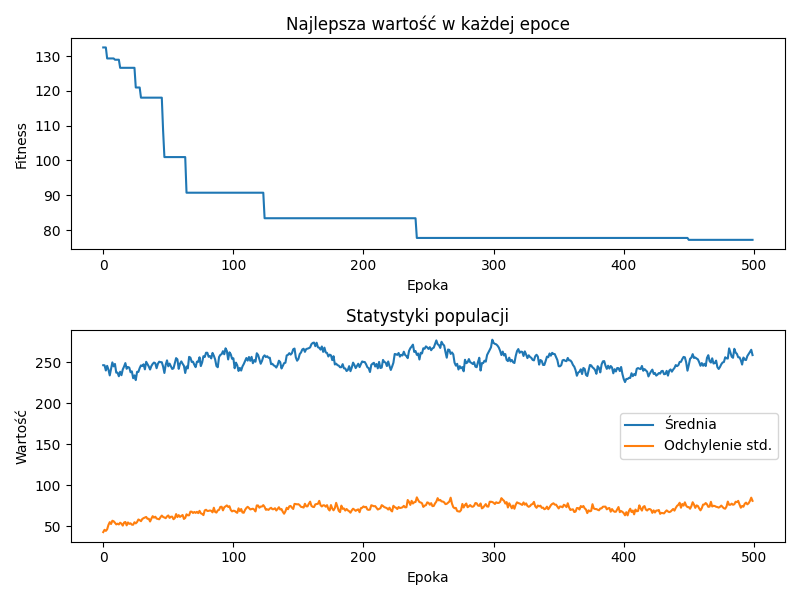 Najlepsza wartość w każdej epoce
130
120
110
100
90
80
Fitness
0 100 200 300 400 500
Epoka
Statystyki populacji
250
200
150
100
50
Wartość
Średnia
Odchylenie std.
0 100 200 300 400 500
Epoka